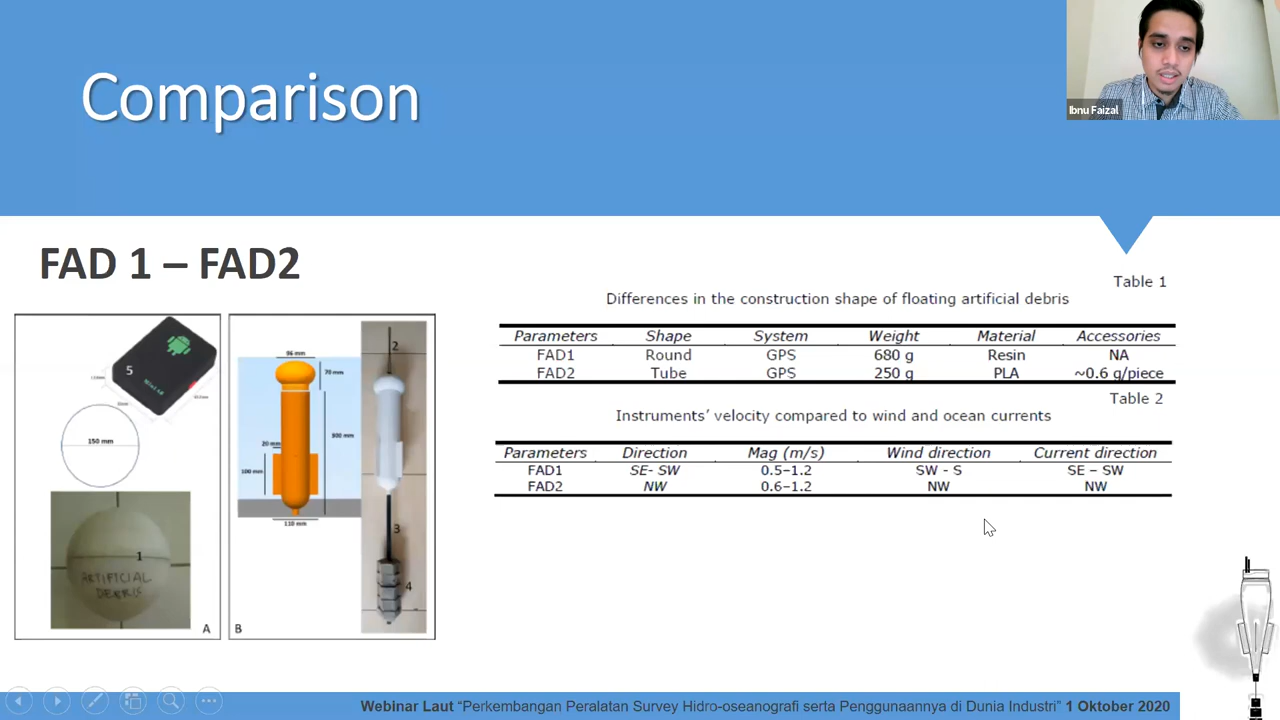 Comparison
Ibnu Faizal
FAD 1 – FAD2
Table 1
Differences in the construction shape of floating artificial debris
Parameters Shape System Weight Material Accessories
FAD1 Round GPS 680 g Resin NA
FAD2 Tube GPS 250 g PLA ~0.6 g/piece
Table 2
Instruments’ velocity compared to wind and ocean currents
Parameters Direction Mag (m/s) Wind direction Current direction
FAD1 SE- SW 0.5–1.2 SW - S SE – SW
FAD2 NW 0.6–1.2 NW NW
5
150 mm
1
ARTIFICIAL
DEBRIS
A
96 mm
70 mm
20 mm
300 mm
100 mm
110 mm
2
3
4
B
Webinar Laut “Perkembangan Peralatan Survey Hidro-oseanografi serta Penggunaannya di Dunia Industri” 1 Oktober 2020